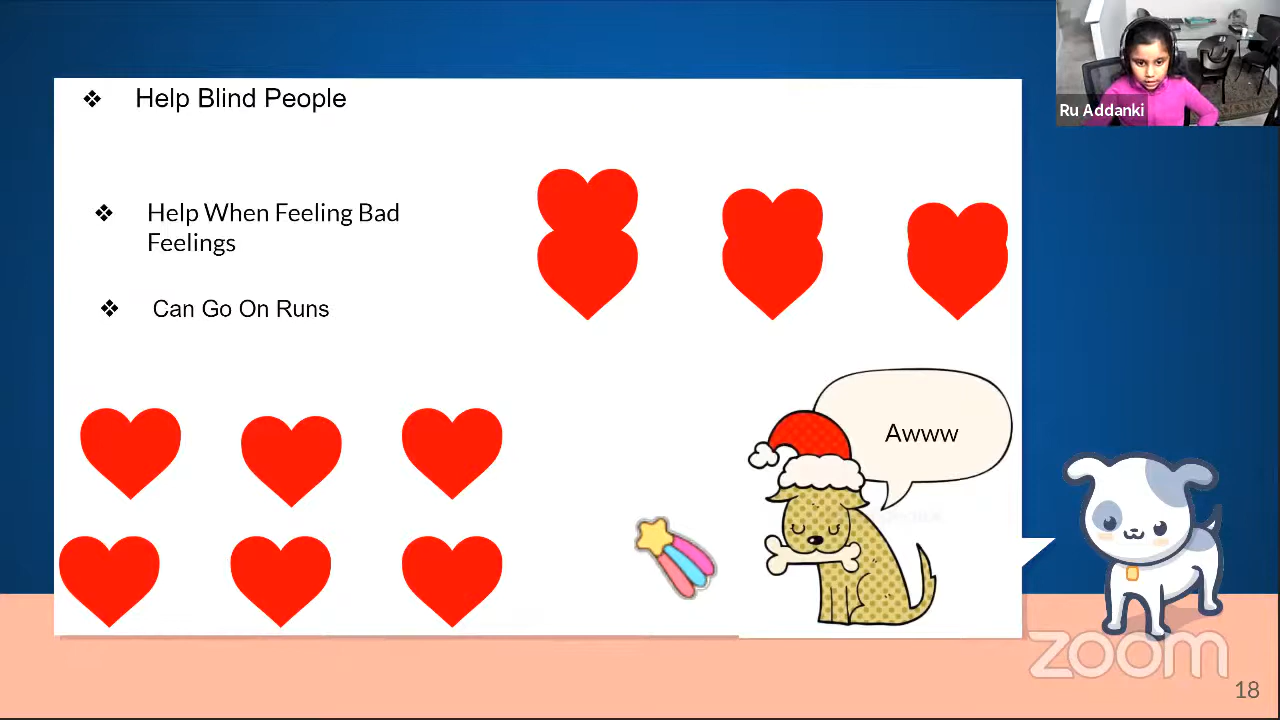 Ru Addanki
❖ Help Blind People
❖ Help When Feeling Bad
Feelings
❖ Can Go On Runs
Awww
zoom
18